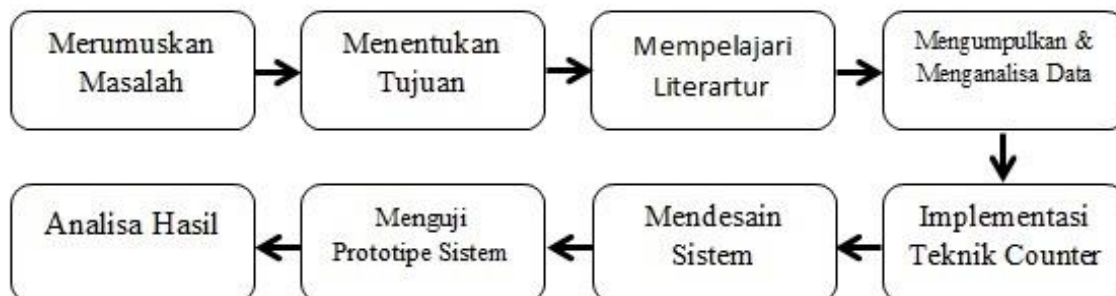 Merumuskan
Masalah
Menentukan
Tujuan
Mempelajari
Literartur
Mengumpulkan &
Menganalisa Data
Implementasi
Teknik Counter
Mendesain
Sistem
Menguji
Prototipe Sistem
Analisa Hasil